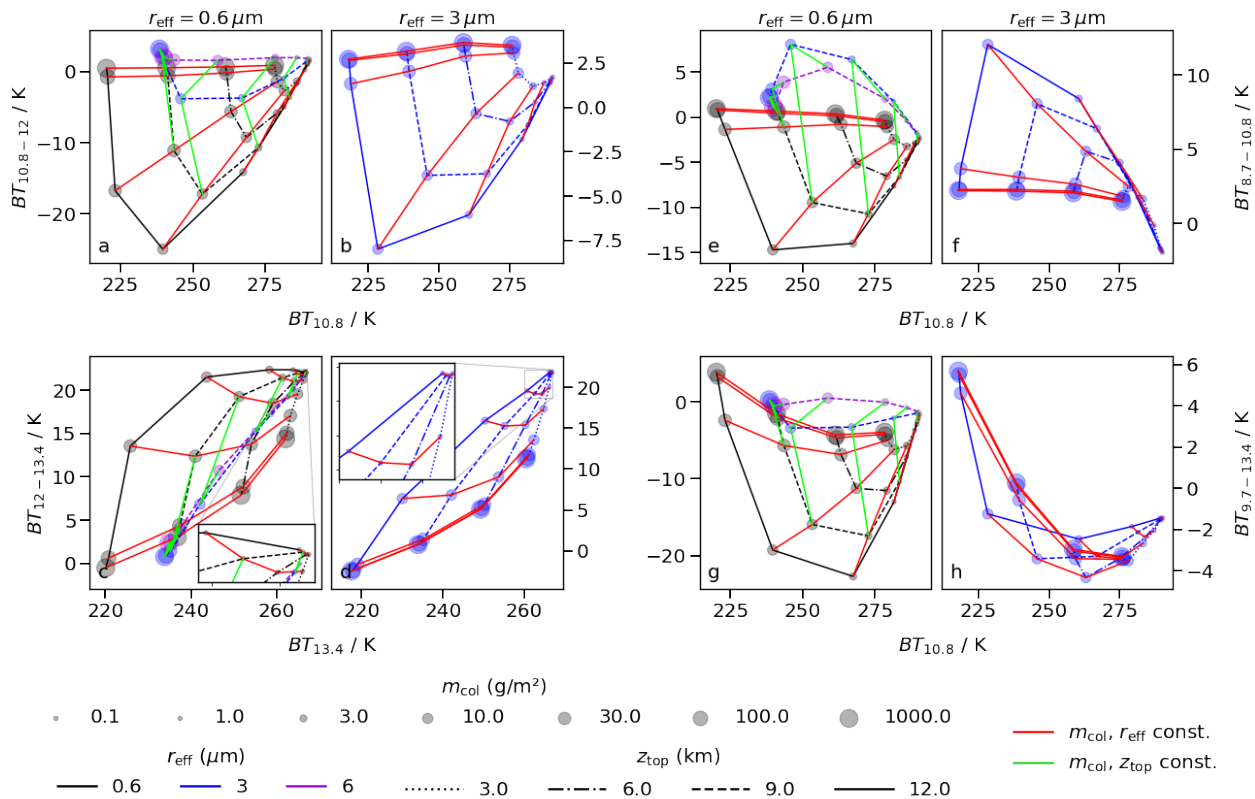 r_eff = 0.6 μm
r_eff = 3 μm
r_eff = 0.6 μm
r_eff = 3 μm
BT_10.8 − 12 / K
0
−10
−20
a
225
250
275
b
225
250
275
2.5
0.0
−2.5
−5.0
−7.5
BT_10.8 / K
5
0
−5
−10
−15
e
225
250
275
f
225
250
275
10
5
0
BT_8.7 − 10.8 / K
BT_10.8 / K
BT_12 − 13.4 / K
20
15
10
5
0
c
220
240
260
d
220
240
260
20
15
10
5
0
BT_13.4 / K
0
−5
−10
−15
−20
g
225
250
275
h
225
250
275
6
4
2
0
−2
−4
BT_9.7 − 13.4 / K
BT_10.8 / K
m_col (g/m²)
0.1 1.0 3.0 10.0 30.0 100.0 1000.0
r_eff (μm)
0.6 3 6
z_top (km)
3.0 6.0 9.0 12.0
m_col, r_eff const.
m_col, z_top const.